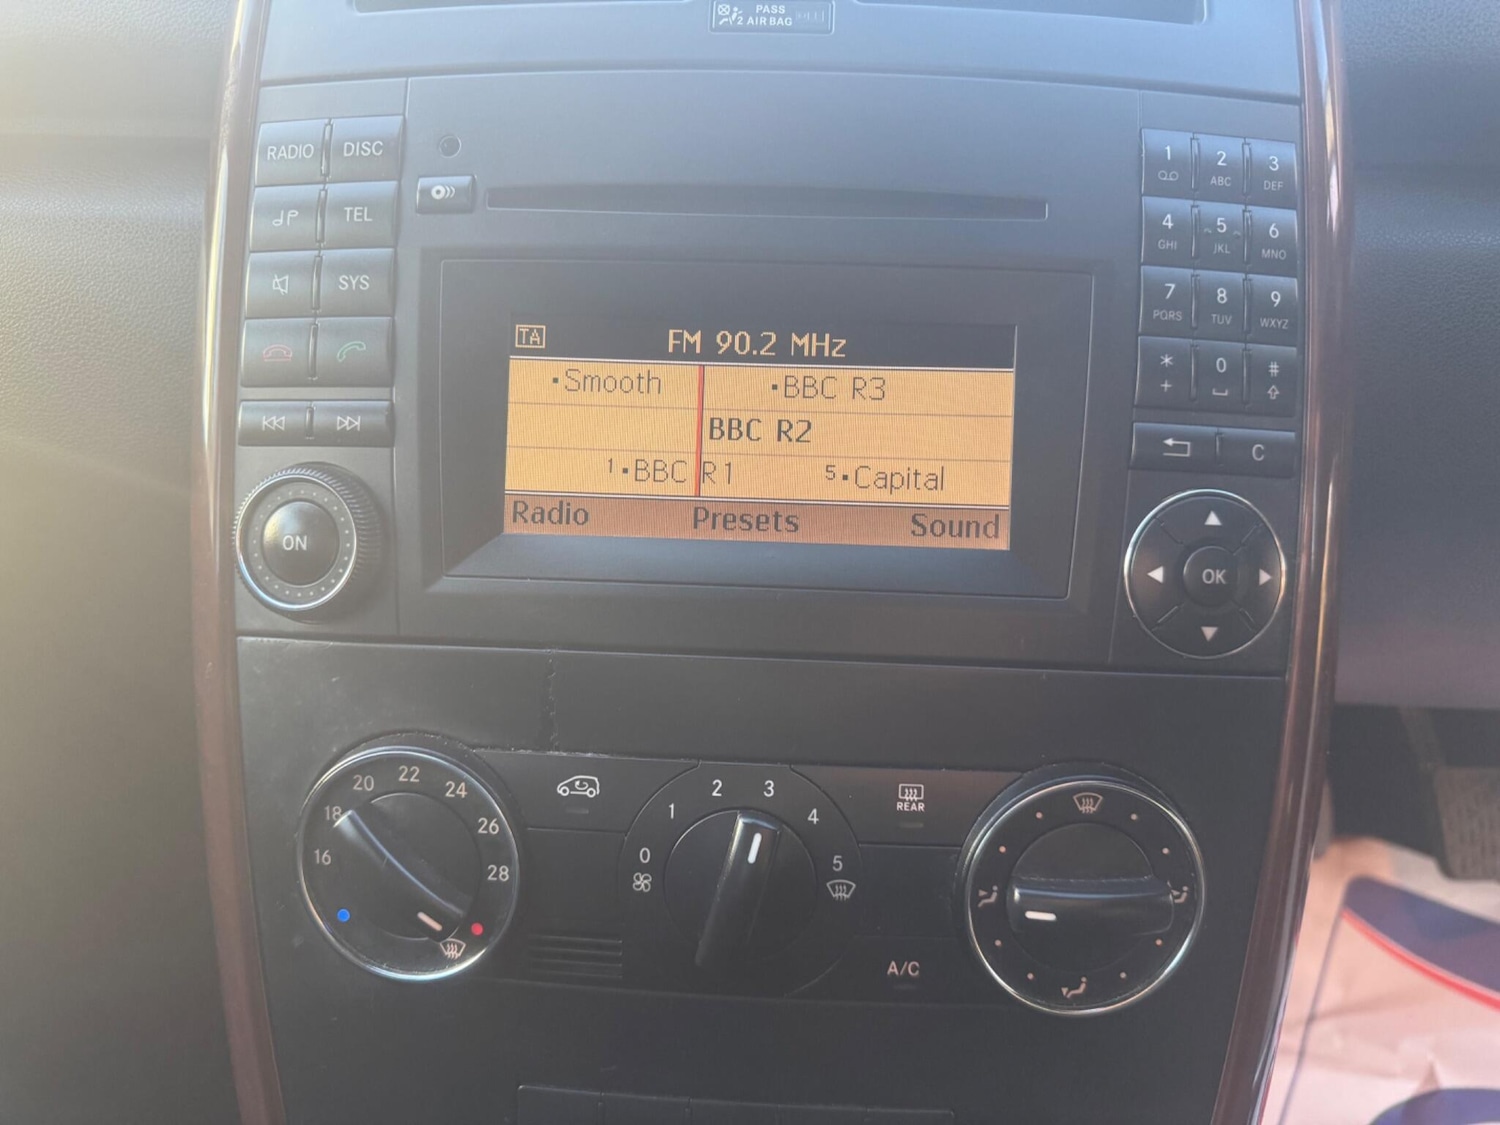 PASS
2 AIR BAG
RADIO DISC
TEL
SYS
ON
TA FM 90.2 MHz
Smooth BBC R3
BBC R2
1 BBC R1 5 Capital
Radio Presets Sound
1 2 ABC 3 DEF
4 GHI 5 JKL 6 MNO
7 PQRS 8 TUV 9 WXYZ
* + 0 #
C
OK
16 18 20 22 24 26 28
0 1 2 3 4 5
REAR
A/C